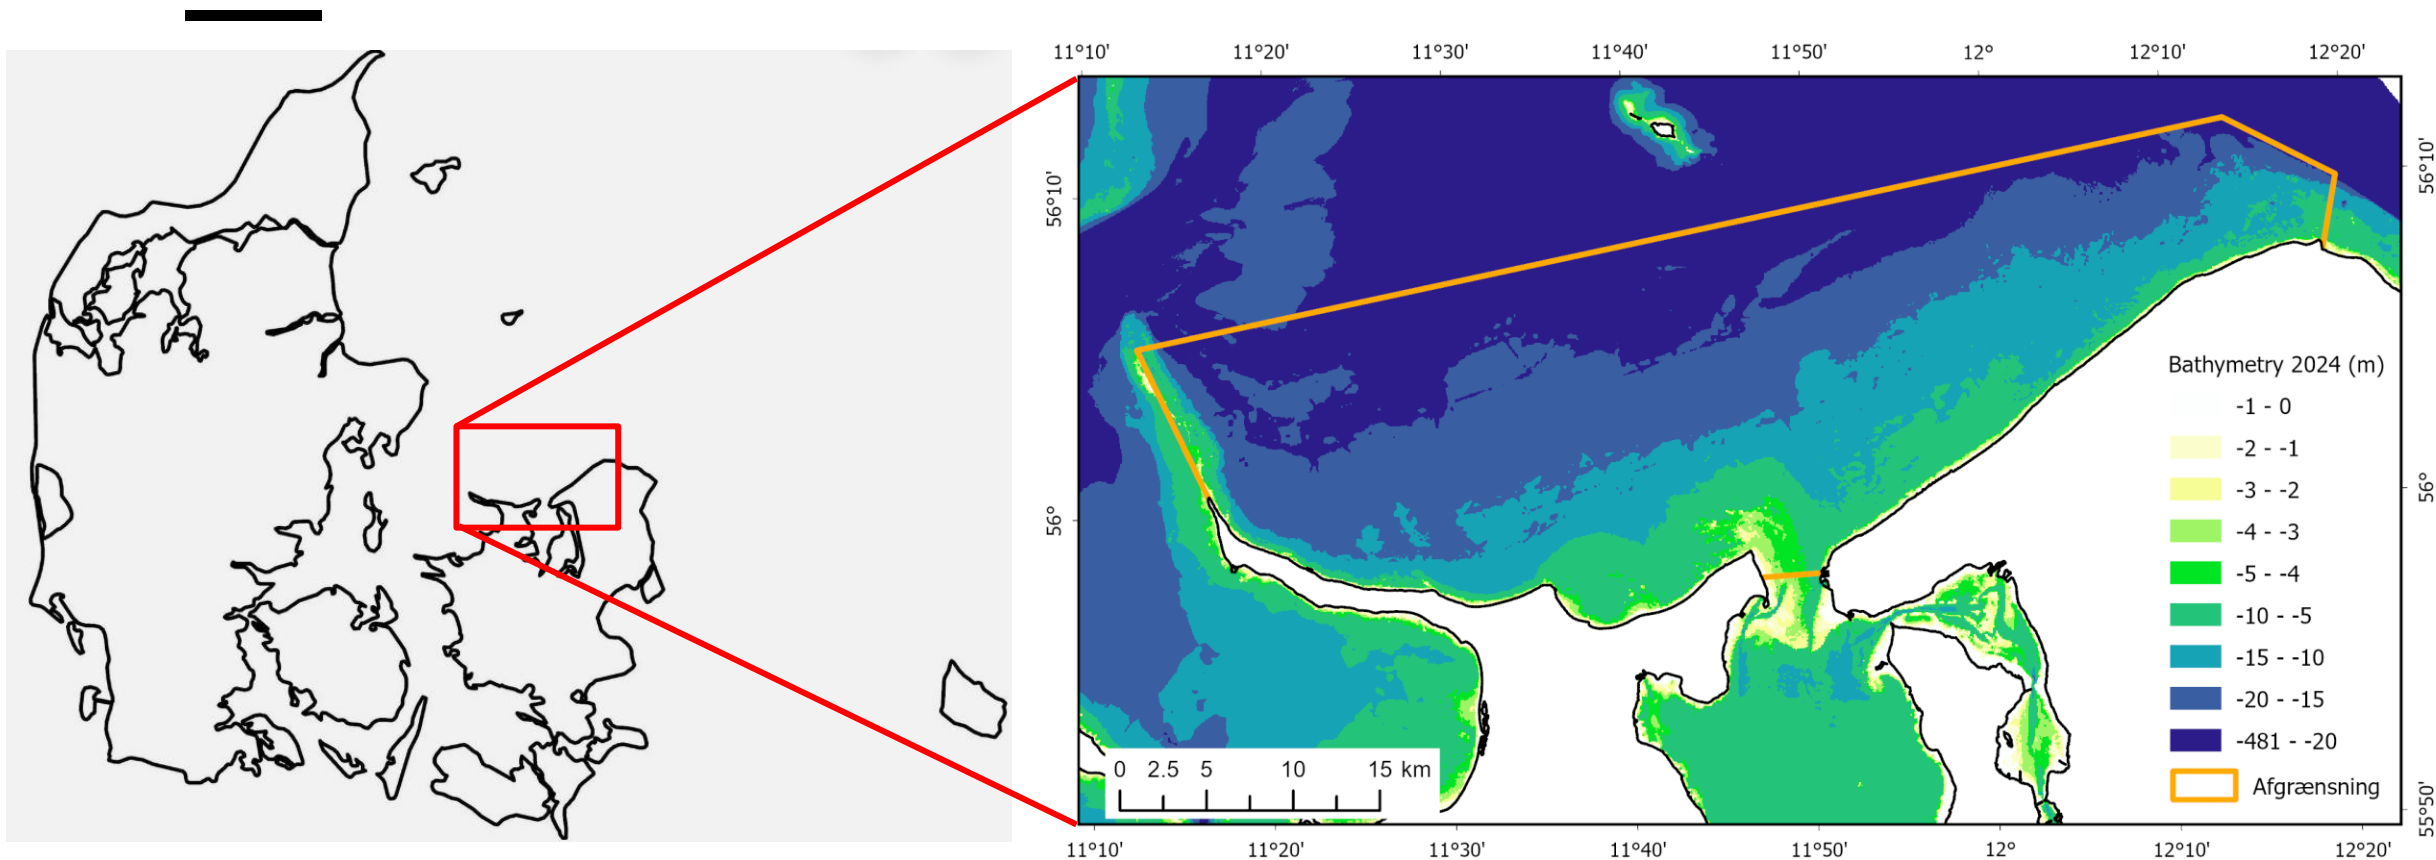 11°10' 11°20' 11°30' 11°40' 11°50' 12° 12°10' 12°20'
56°10'
56°
56°10'
56°
55°50'
Bathymetry 2024 (m)
-1 - 0
-2 - -1
-3 - -2
-4 - -3
-5 - -4
-10 - -5
-15 - -10
-20 - -15
-481 - -20
Afgrænsning
0 2.5 5 10 15 km
11°10' 11°20' 11°30' 11°40' 11°50' 12° 12°10' 12°20'